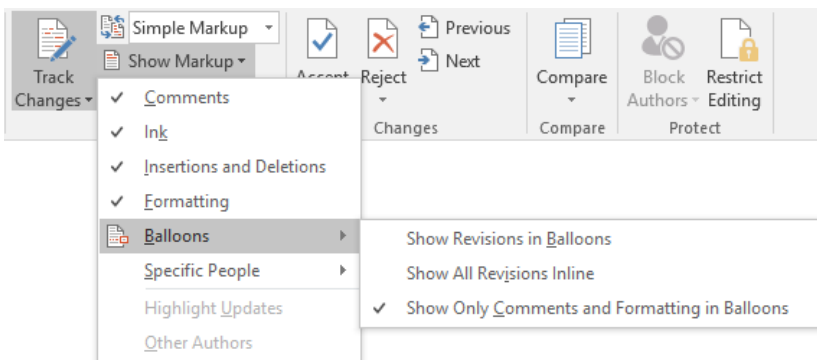 Simple Markup
Show Markup
Track
Changes
Accept
Reject
Previous
Next
Changes
Compare
Compare
Block
Authors
Restrict
Editing
Protect
Comments
Ink
Insertions and Deletions
Formatting
Balloons
Specific People
Highlight Updates
Other Authors
Show Revisions in Balloons
Show All Revisions Inline
Show Only Comments and Formatting in Balloons